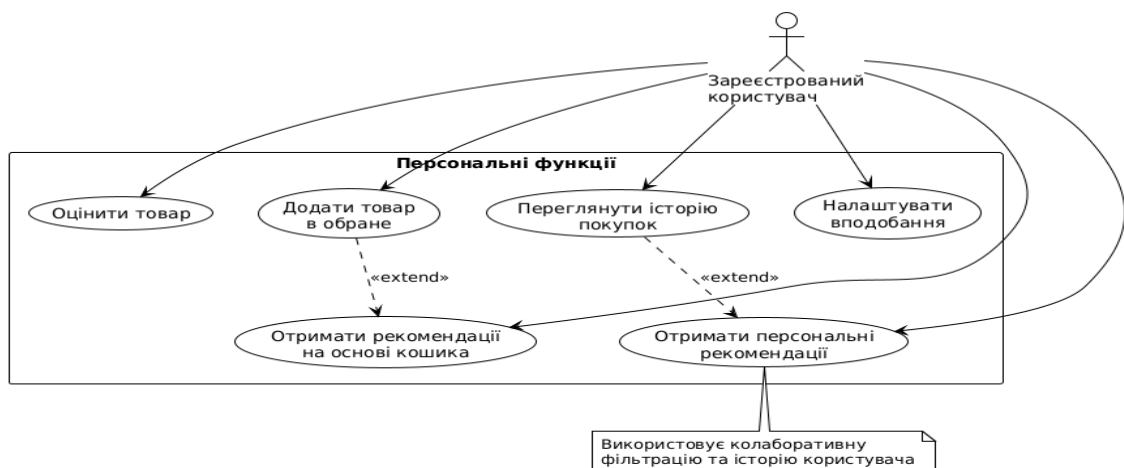 Зареєстрований
користувач
Персональні функції
Оцінити товар
Додати товар
в обране
Переглянути історію
покупок
Налаштувати
вподобання
«extend»
«extend»
Отримати рекомендації
на основі кошика
Отримати персональні
рекомендації
Використовує колаборативну
фільтрацію та історію користувача